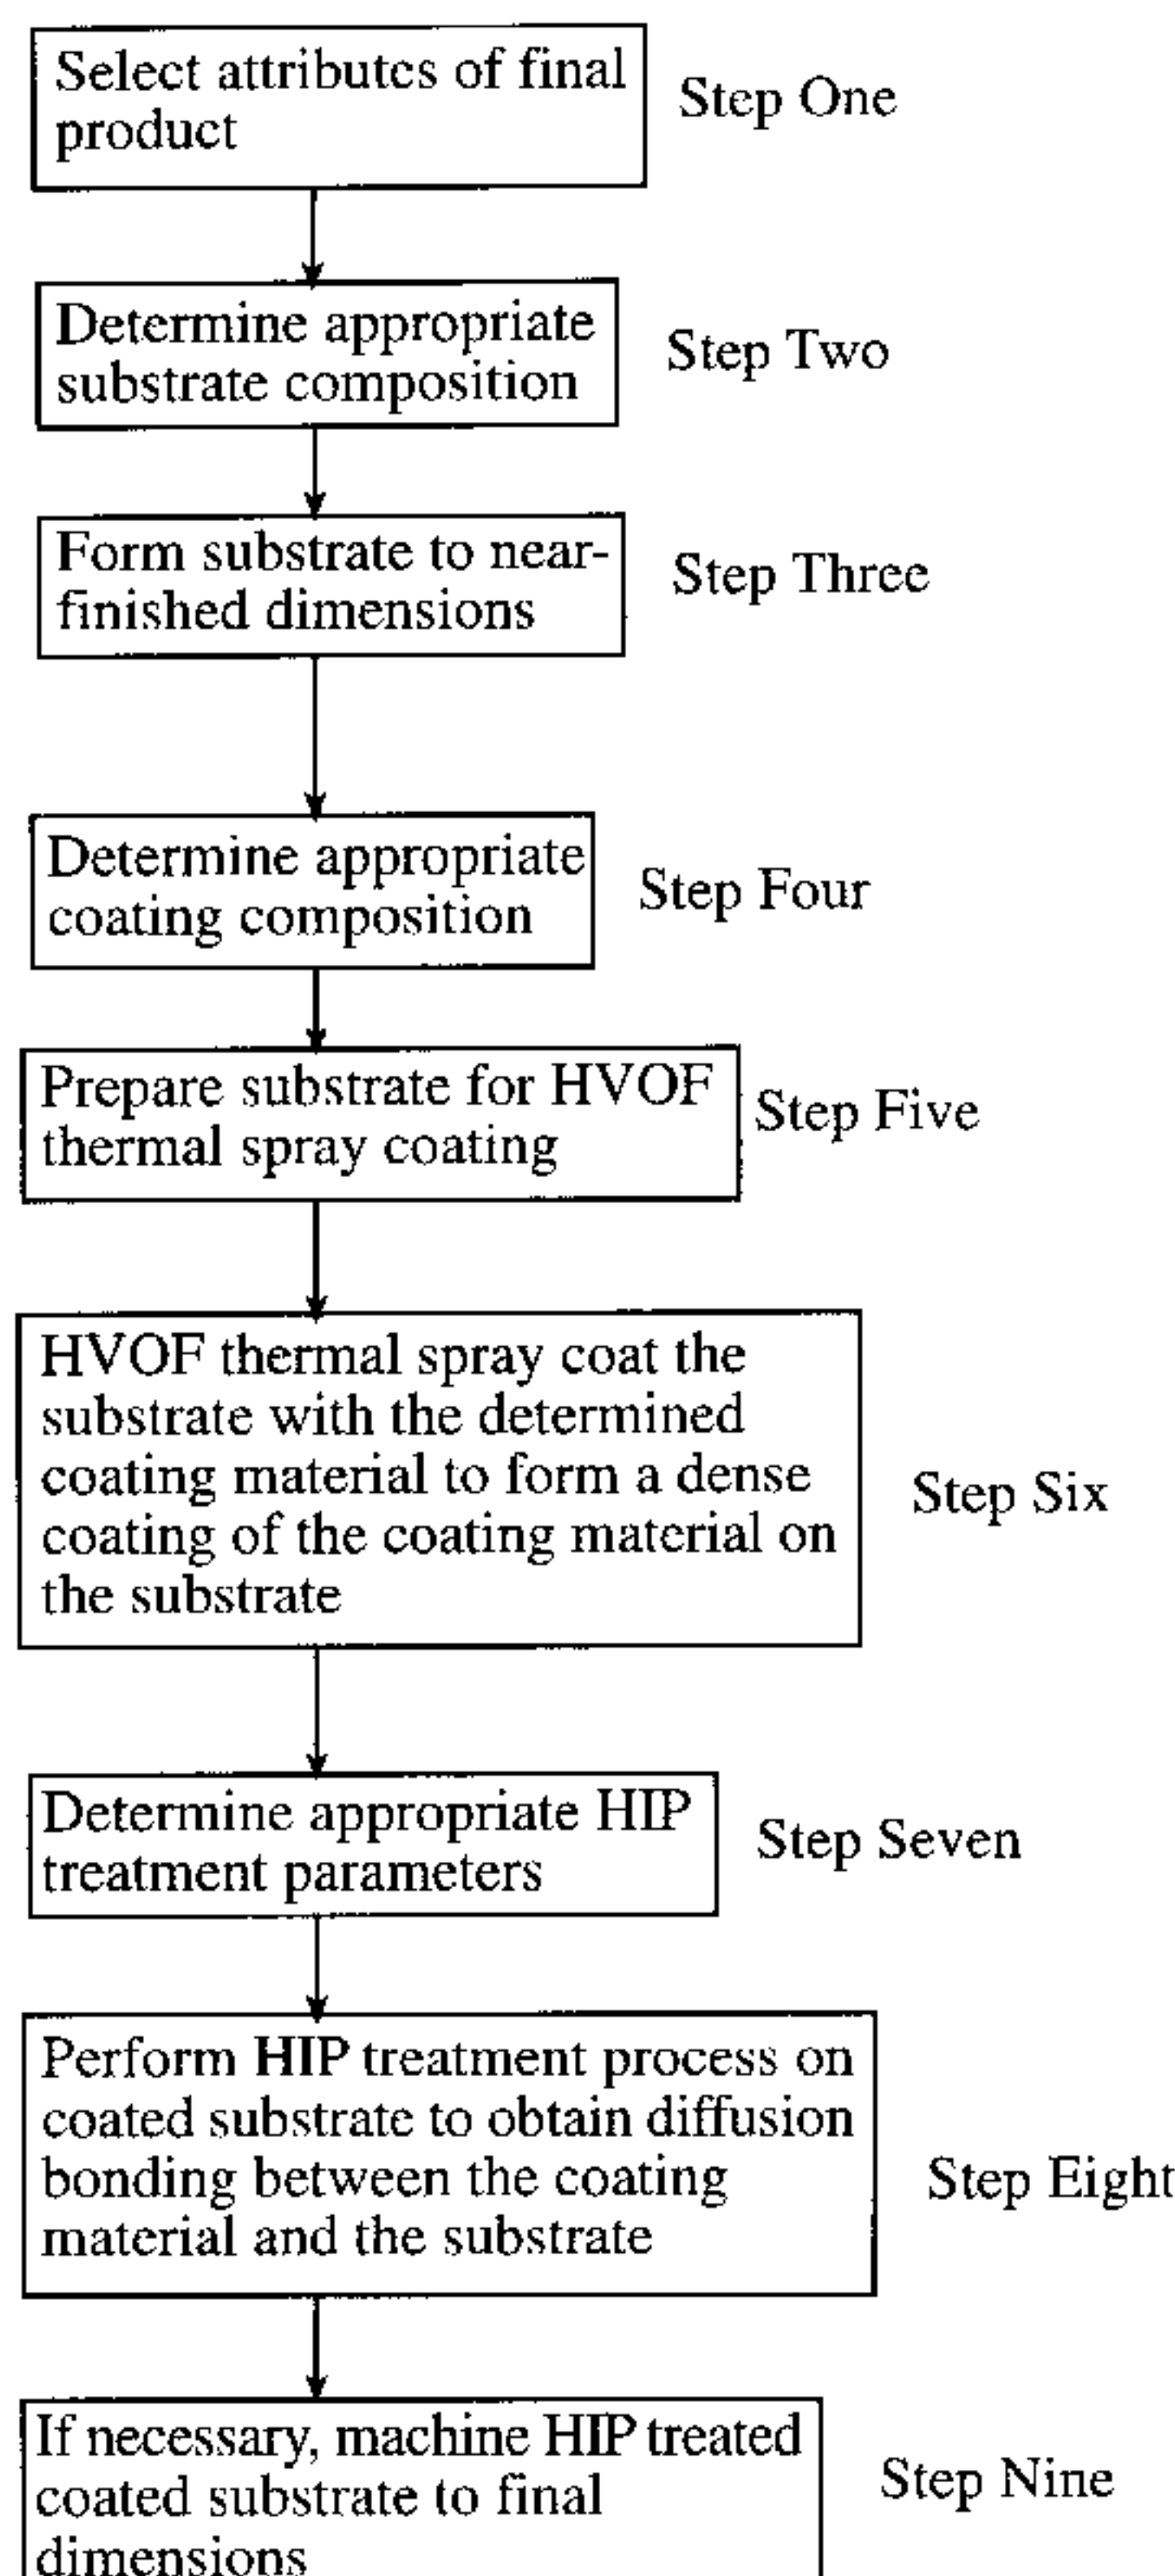 Select attributes of final
product
Step One
Determine appropriate
substrate composition
Step Two
Form substrate to near-
finished dimensions
Step Three
Determine appropriate
coating composition
Step Four
Prepare substrate for HVOF
thermal spray coating
Step Five
HVOF thermal spray coat the
substrate with the determined
coating material to form a dense
coating of the coating material on
the substrate
Step Six
Determine appropriate HIP
treatment parameters
Step Seven
Perform HIP treatment process on
coated substrate to obtain diffusion
bonding between the coating
material and the substrate
Step Eight
If necessary, machine HIP treated
coated substrate to final
dimensions
Step Nine